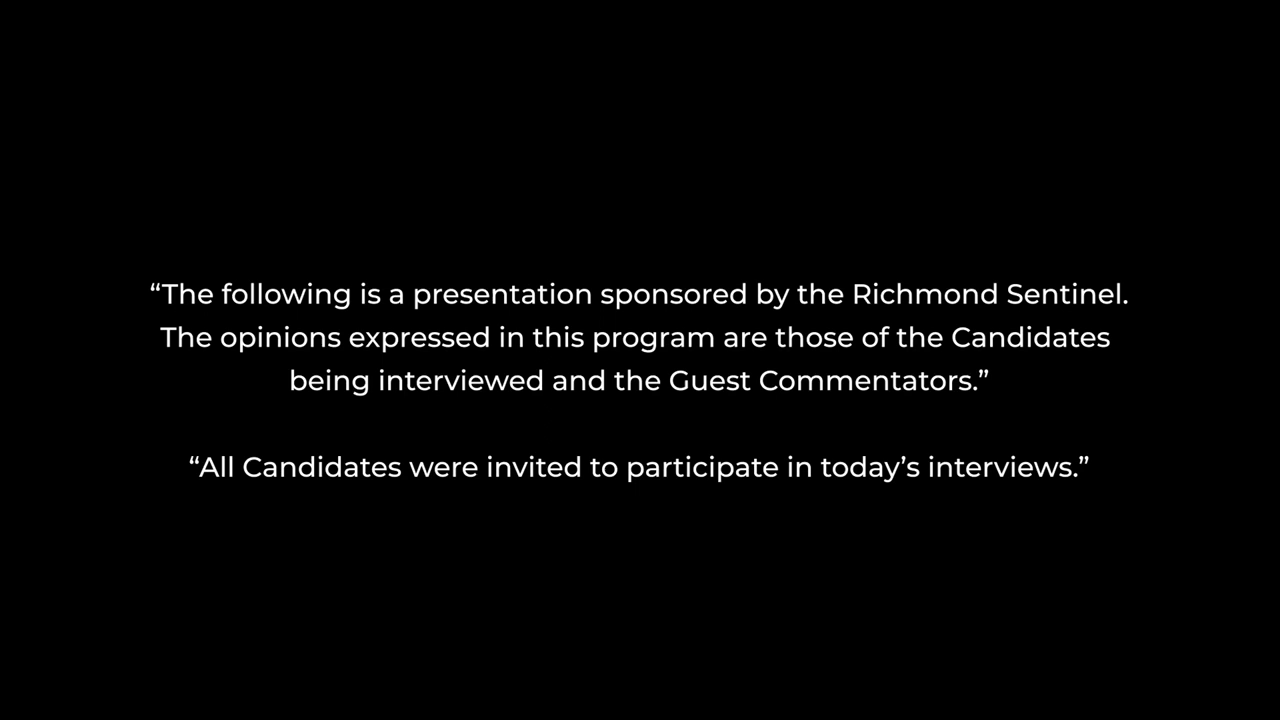 “The following is a presentation sponsored by the Richmond Sentinel.
The opinions expressed in this program are those of the Candidates
being interviewed and the Guest Commentators.”
“All Candidates were invited to participate in today’s interviews.”